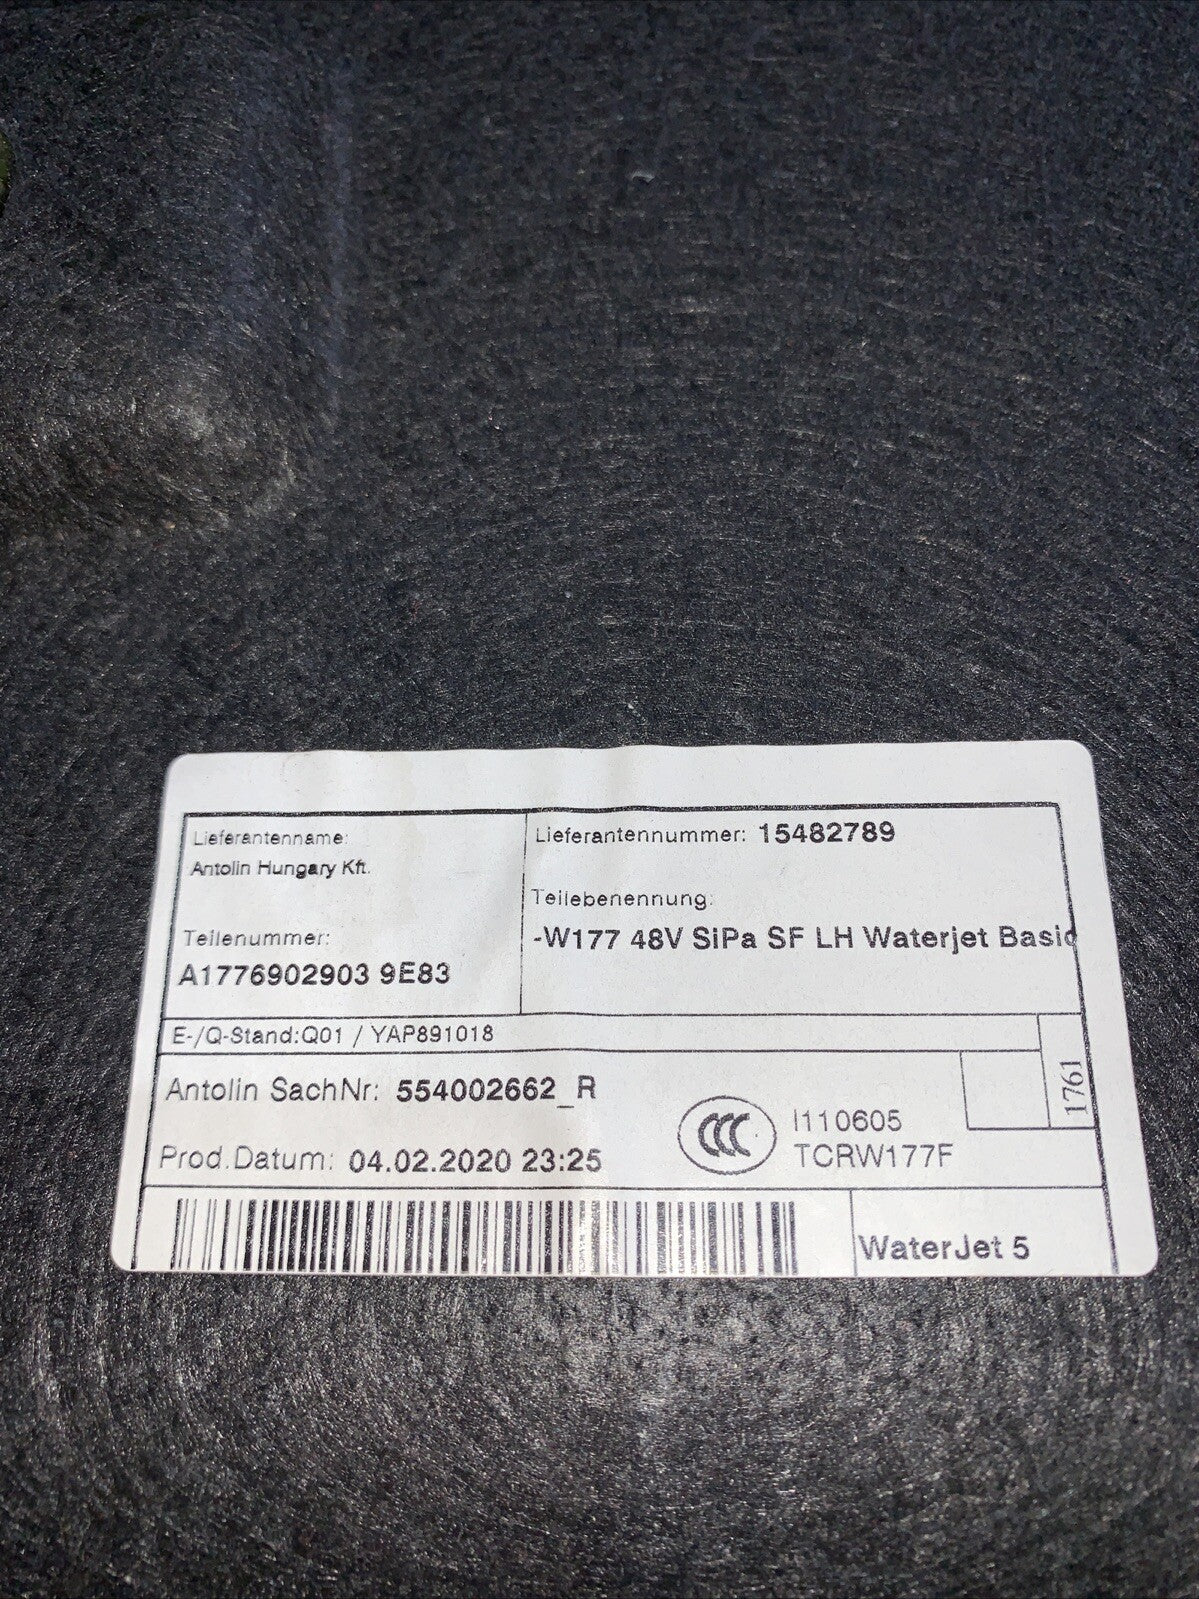 Lieferantenname:
Antolin Hungary Kft.
Teilenummer:
A1776902903 9E83
Lieferantennummer: 15482789
Teilebenennung:
-W177 48V SiPa SF LH Waterjet Basic
E-/Q-Stand:Q01 / YAP891018
Antolin SachNr: 554002662_R
Prod.Datum: 04.02.2020 23:25
CCC
I110605
TCRW177F
1761
WaterJet 5